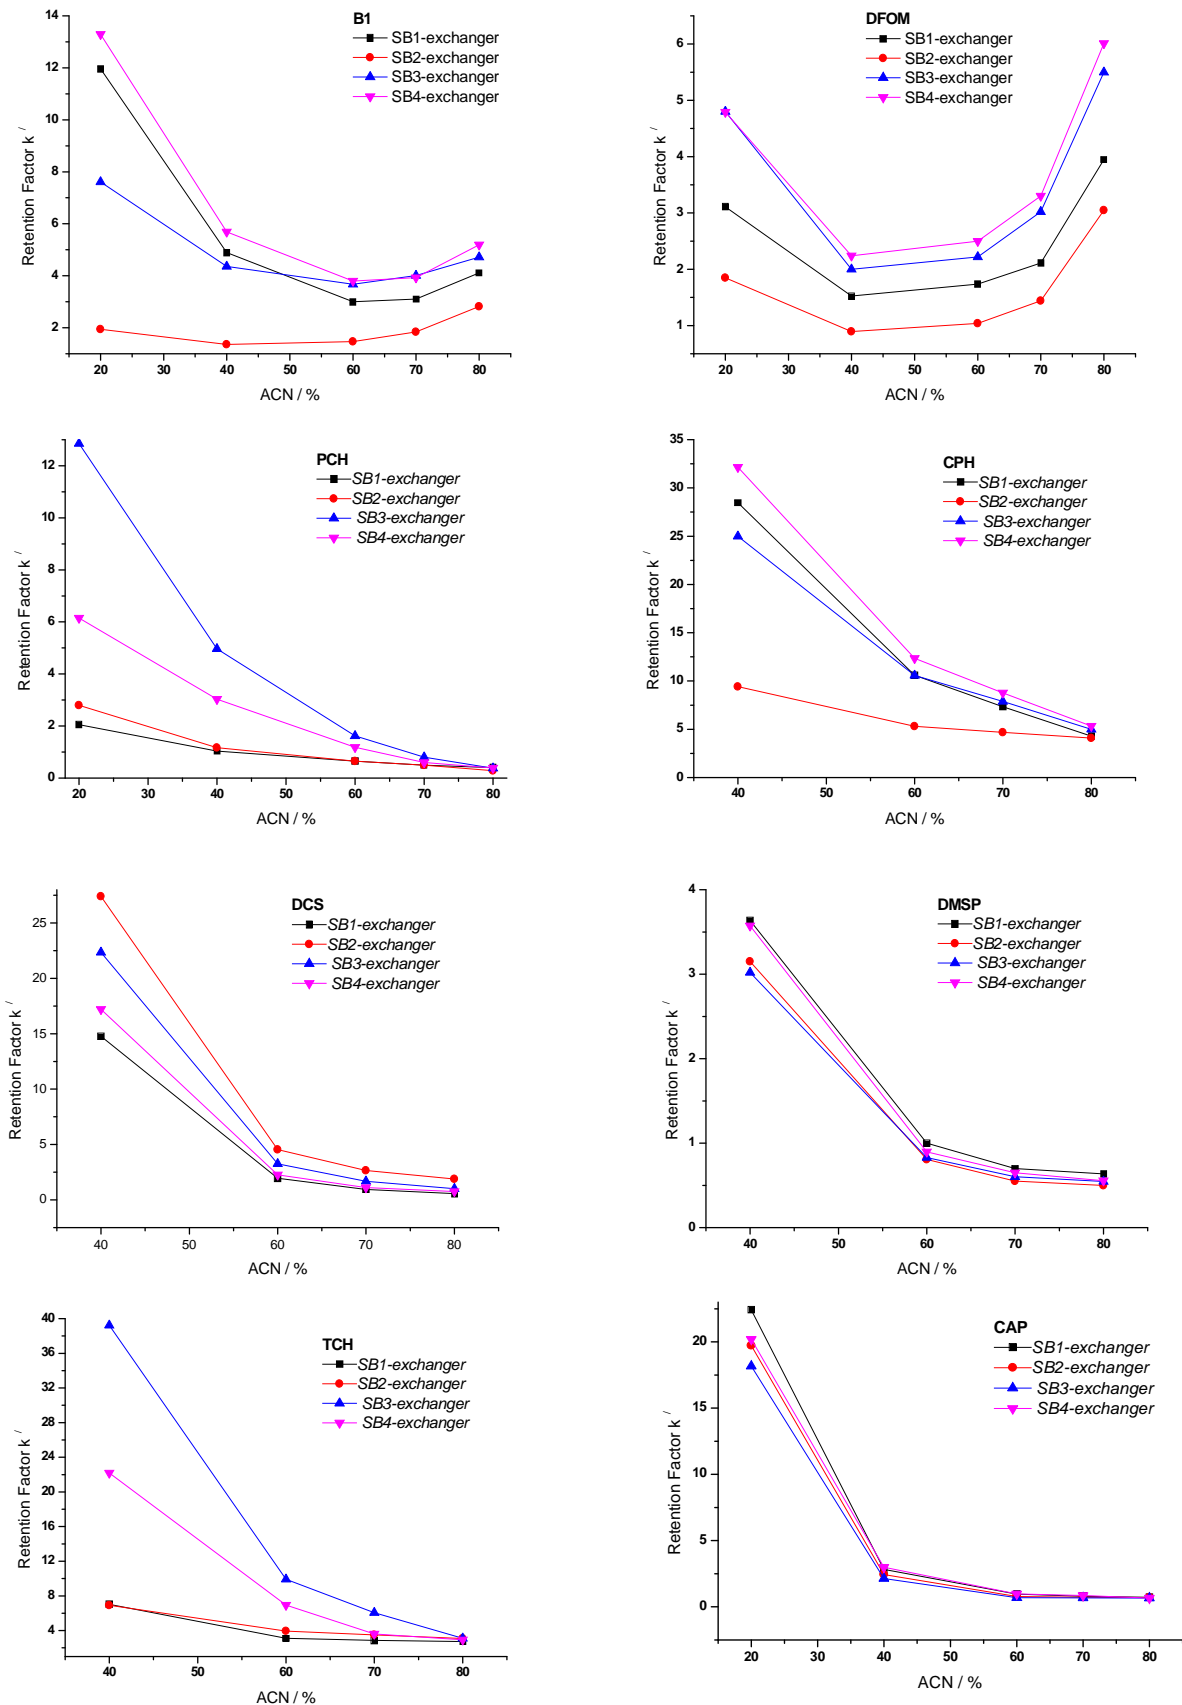 B1
SB1-exchanger
SB2-exchanger
SB3-exchanger
SB4-exchanger
14
12
10
8
6
4
2
Retention Factor k /
20 30 40 50 60 70 80
ACN / %
DFOM
SB1-exchanger
SB2-exchanger
SB3-exchanger
SB4-exchanger
6
5
4
3
2
1
Retention Factor k /
20 30 40 50 60 70 80
ACN / %
PCH
SB1-exchanger
SB2-exchanger
SB3-exchanger
SB4-exchanger
12
10
8
6
4
2
0
Retention Factor k /
20 30 40 50 60 70 80
ACN / %
CPH
SB1-exchanger
SB2-exchanger
SB3-exchanger
SB4-exchanger
35
30
25
20
15
10
5
0
Retention Factor k /
40 50 60 70 80
ACN / %
DCS
SB1-exchanger
SB2-exchanger
SB3-exchanger
SB4-exchanger
25
20
15
10
5
0
Retention Factor k /
40 50 60 70 80
ACN / %
DMSP
SB1-exchanger
SB2-exchanger
SB3-exchanger
SB4-exchanger
4
3
2
1
0
Retention Factor k /
40 50 60 70 80
ACN / %
TCH
SB1-exchanger
SB2-exchanger
SB3-exchanger
SB4-exchanger
40
36
32
28
24
20
16
12
8
4
Retention Factor k /
40 50 60 70 80
ACN / %
CAP
SB1-exchanger
SB2-exchanger
SB3-exchanger
SB4-exchanger
20
15
10
5
0
Retention Factor k /
20 30 40 50 60 70 80
ACN / %